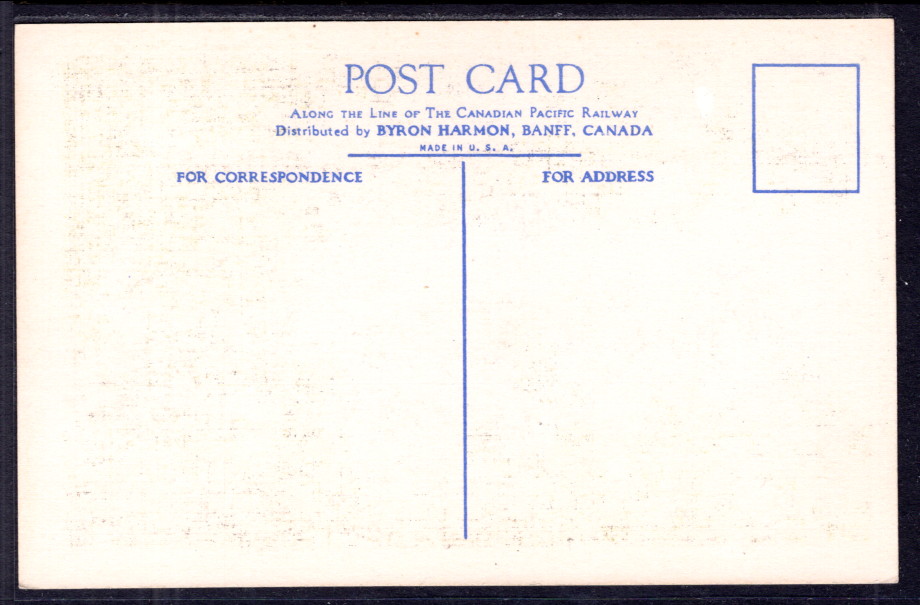 POST CARD
ALONG THE LINE OF THE CANADIAN PACIFIC RAILWAY
Distributed by BYRON HARMON, BANFF, CANADA
MADE IN U. S. A.
FOR CORRESPONDENCE
FOR ADDRESS